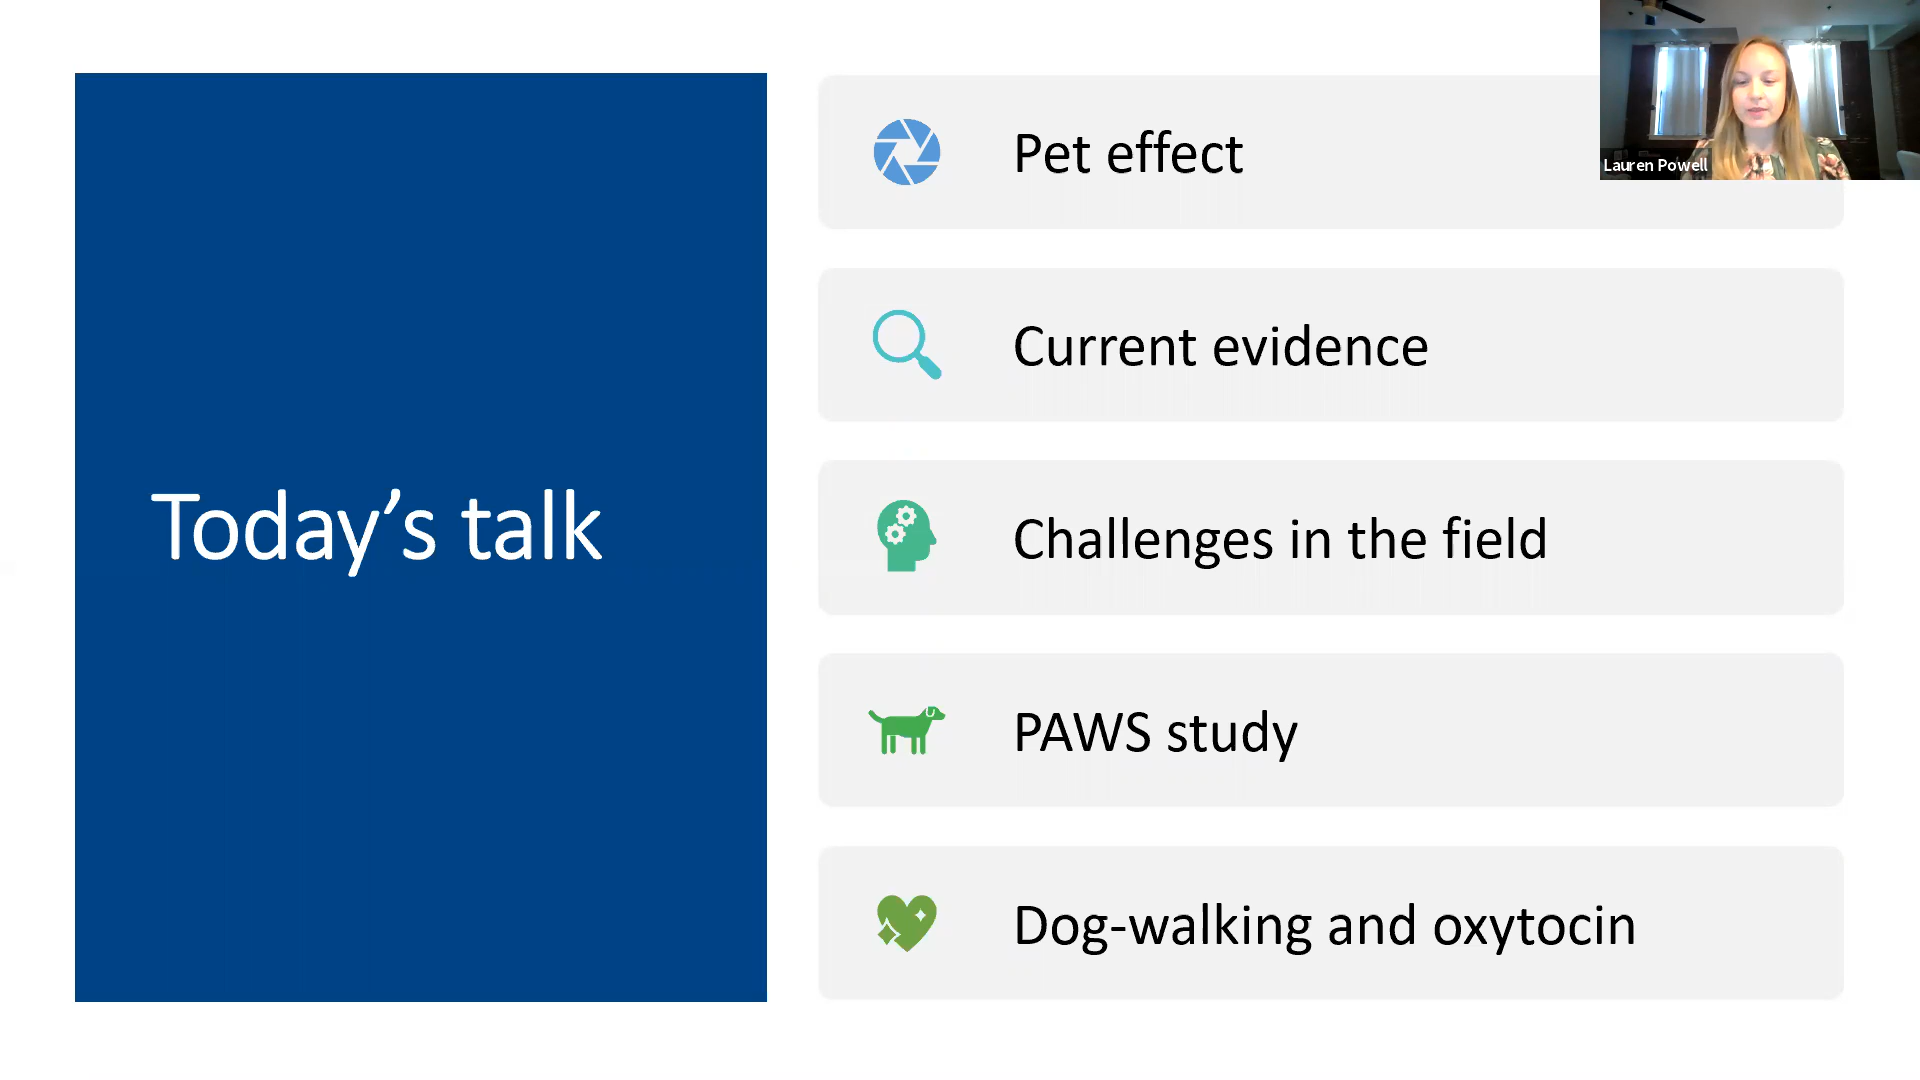 Today’s talk
Pet effect
Current evidence
Challenges in the field
PAWS study
Dog-walking and oxytocin
Lauren Powell